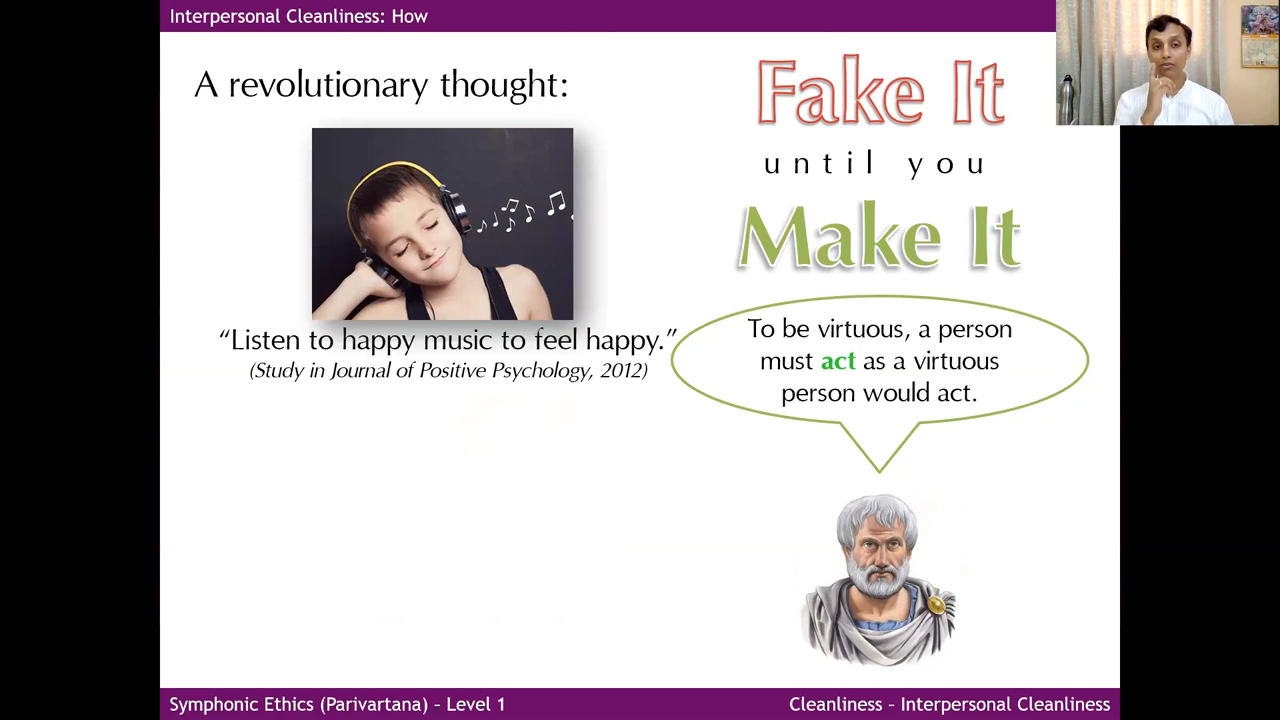 Interpersonal Cleanliness: How
A revolutionary thought:
“Listen to happy music to feel happy.”
(Study in Journal of Positive Psychology, 2012)
Fake It
until you
Make It
To be virtuous, a person
must act as a virtuous
person would act.
Symphonic Ethics (Parivartana) – Level 1
Cleanliness – Interpersonal Cleanliness